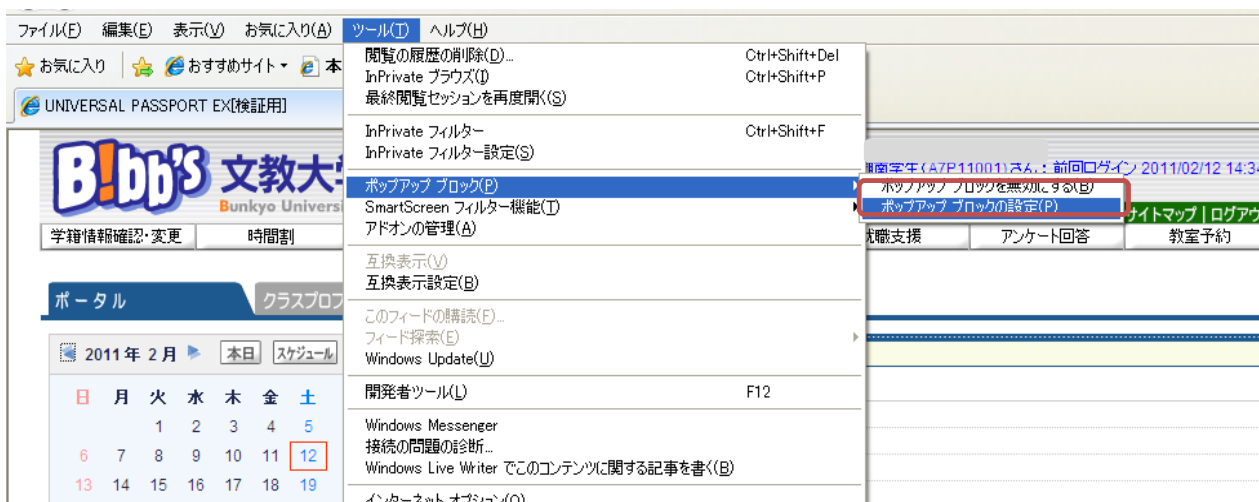 ファイル(F) 編集(E) 表示(V) お気に入り(A) ツール(T) ヘルプ(H)
お気に入り おすすめサイト 本
UNIVERSAL PASSPORT EX[検証用]
閲覧の履歴の削除(D)... Ctrl+Shift+Del
InPrivate ブラウズ(I) Ctrl+Shift+P
最終閲覧セッションを再度開く(S)
InPrivate フィルター Ctrl+Shift+F
InPrivate フィルター設定(S)
ポップアップ ブロック(P)
SmartScreen フィルター機能(T)
アドオンの管理(A)
互換表示(V)
互換表示設定(B)
このフィードの購読(F)...
フィード探索(E)
Windows Update(U)
開発者ツール(L) F12
Windows Messenger
接続の問題の診断...
Windows Live Writer でこのコンテンツに関する記事を書く(B)
インターネット オプション(O)
ポップアップ ブロックを無効にする(B)
ポップアップ ブロックの設定(P)
学生(A7P11001)さん : 前回ログイン 2011/02/12 14:34
サイトマップ | ログアウ
B!bb's 文教大
Bunkyo Universi
学籍情報確認・変更 時間割 就職支援 アンケート回答 教室予約
ポータル クラスプロフ
2011年 2月 本日 スケジュール
日 月 火 水 木 金 土
1 2 3 4 5
6 7 8 9 10 11 12
13 14 15 16 17 18 19